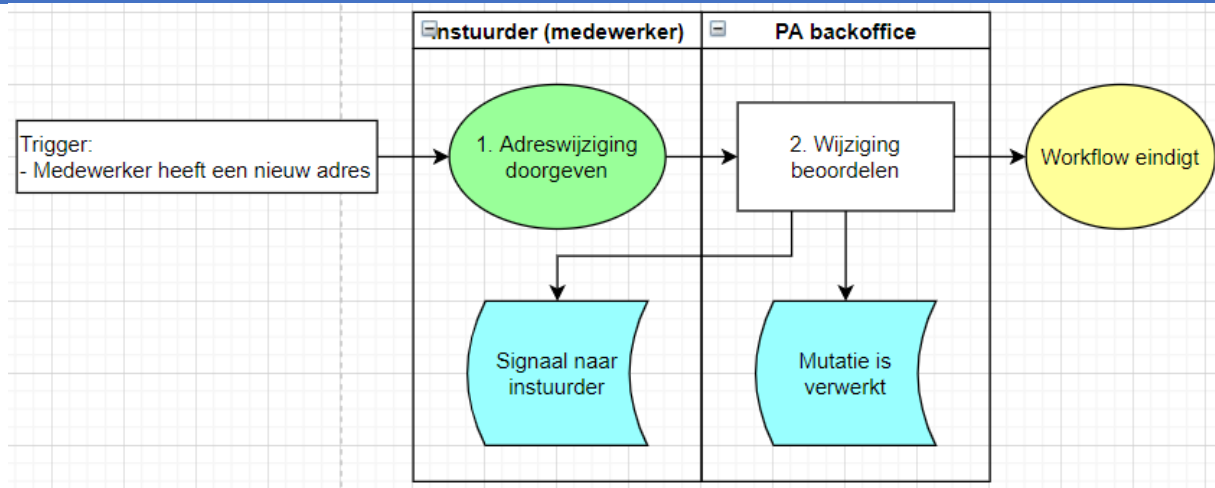 Instuurder (medewerker)
PA backoffice
Trigger:
- Medewerker heeft een nieuw adres
1. Adreswijziging
doorgeven
2. Wijziging
beoordelen
Workflow eindigt
Signaal naar
instuurder
Mutatie is
verwerkt